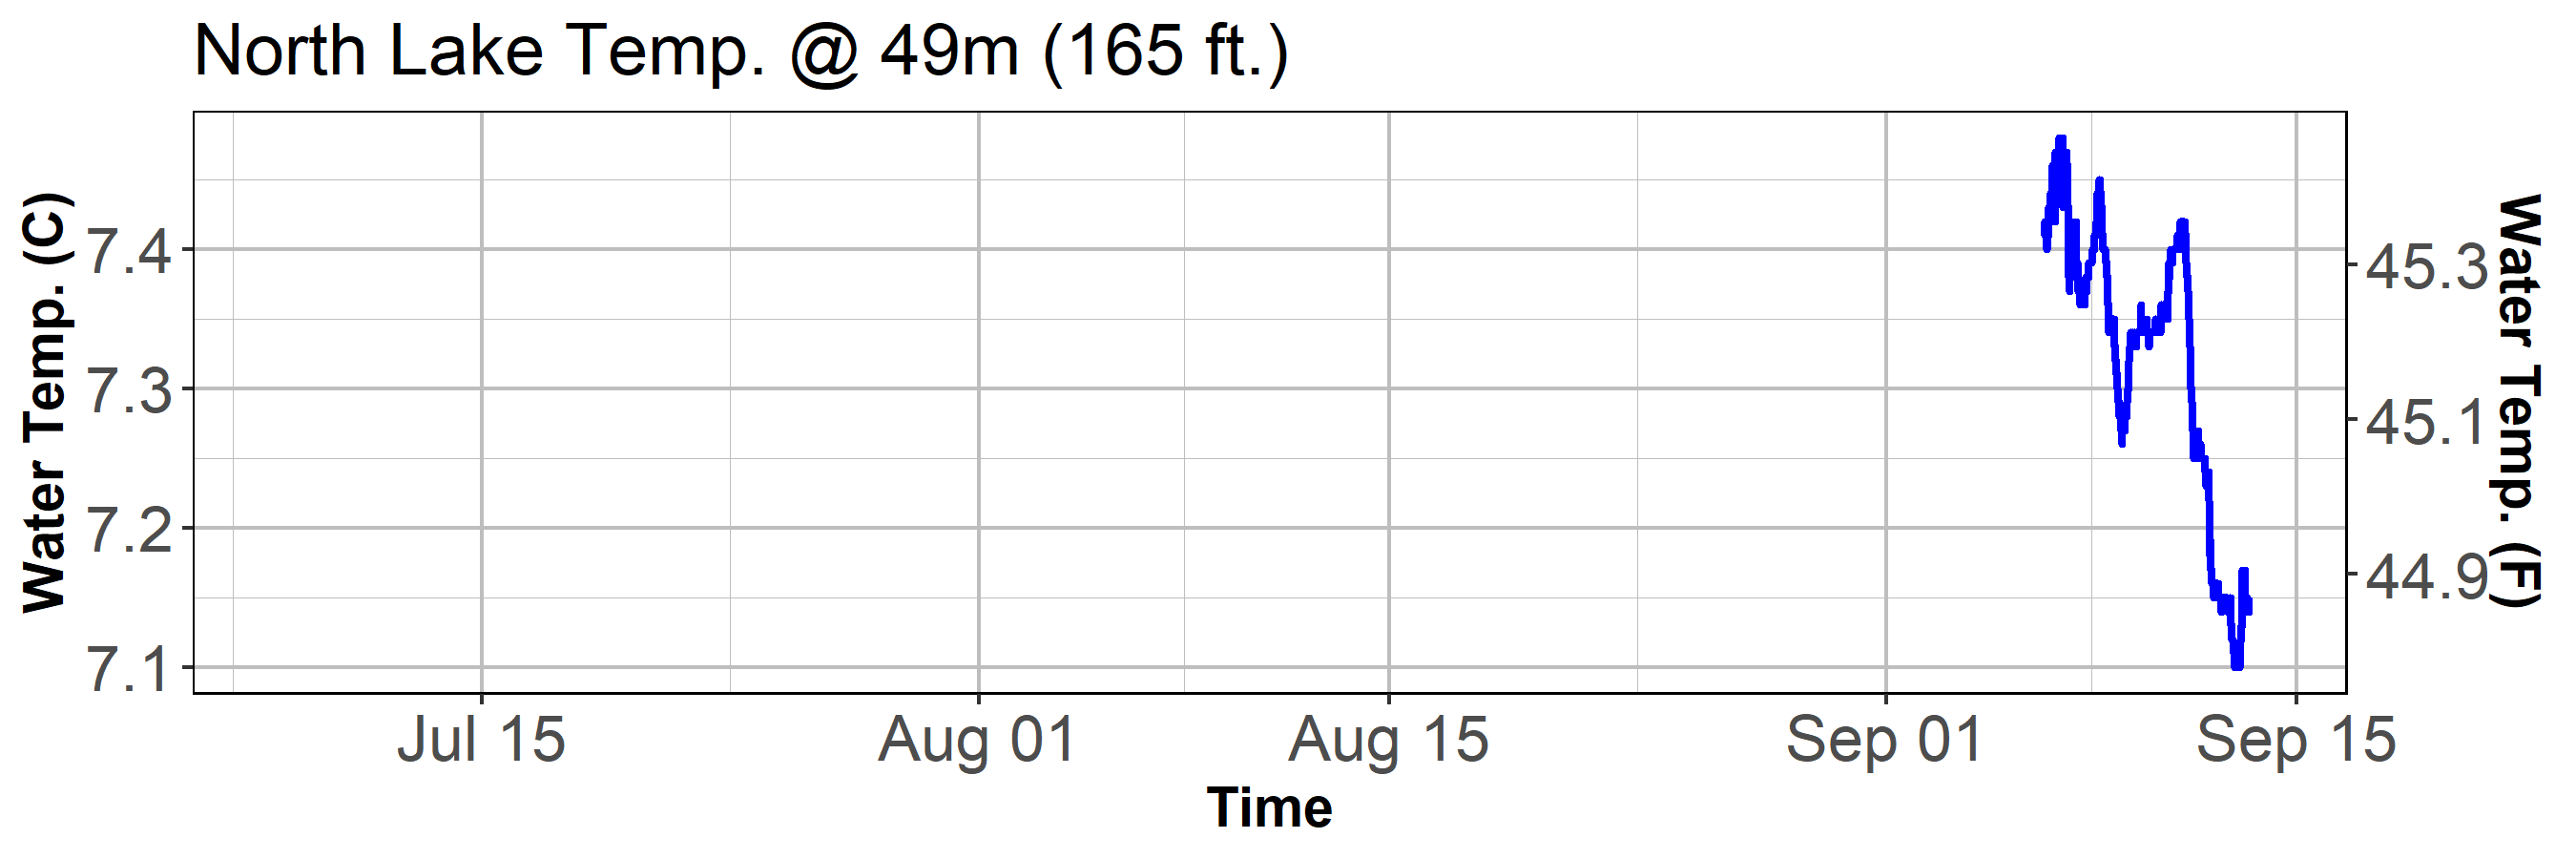 North Lake Temp. @ 49m (165 ft.)
Water Temp. (C)
7.4
7.3
7.2
7.1
45.3
45.1
44.9
Water Temp. (F)
Jul 15 Aug 01 Aug 15 Sep 01 Sep 15
Time